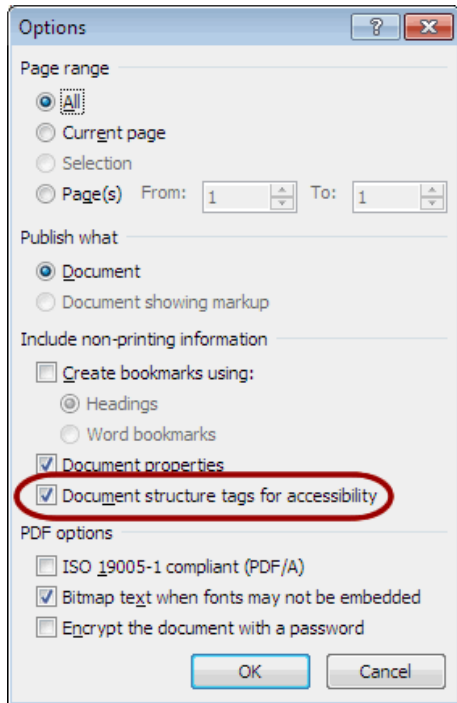 Options
Page range
All
Current page
Selection
Page(s) From: 1 To: 1
Publish what
Document
Document showing markup
Include non-printing information
Create bookmarks using:
Headings
Word bookmarks
Document properties
Document structure tags for accessibility
PDF options
ISO 19005-1 compliant (PDF/A)
Bitmap text when fonts may not be embedded
Encrypt the document with a password
OK Cancel